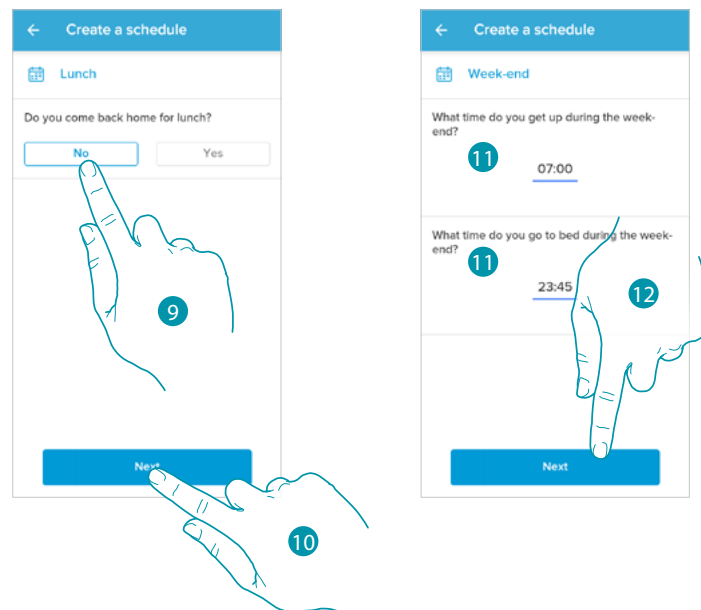 Create a schedule
Lunch
Do you come back home for lunch?
No
Yes
9
Next
10
Create a schedule
Week-end
What time do you get up during the week-
end?
11
07:00
What time do you go to bed during the week-
end?
11
23:45
12
Next